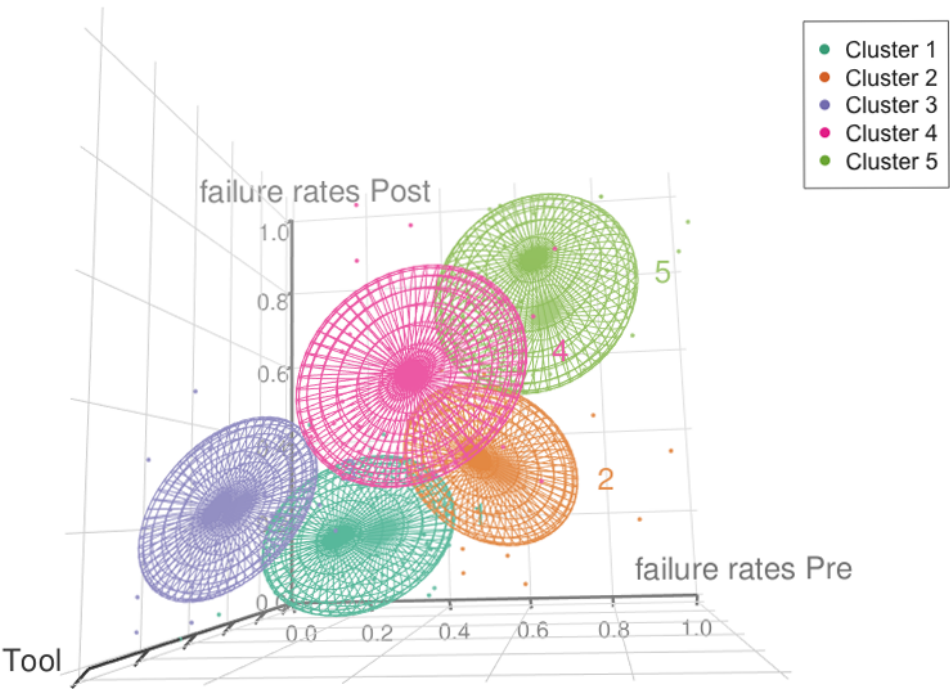 Cluster 1
Cluster 2
Cluster 3
Cluster 4
Cluster 5
failure rates Post
1.0
0.8
0.6
5
4
2
1
failure rates Pre
0.0 0.2 0.4 0.6 0.8 1.0
Tool